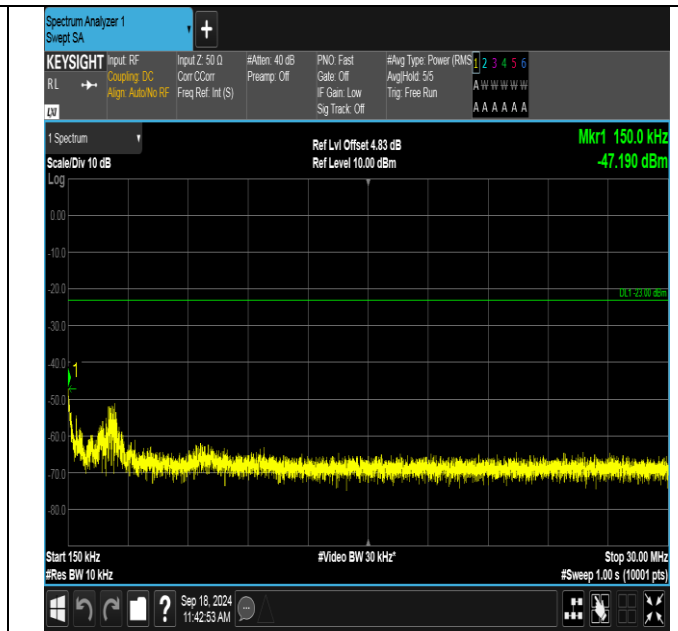 Spectrum Analyzer 1
Swept SA
+
KEYSIGHT Input: RF Input Z: 50 Ω #Atten: 40 dB PNO: Fast #Avg Type: Power (RMS 1 2 3 4 5 6
RL Coupling: DC Corr CCorr Preamp: Off Gate: Off Avg|Hold: 5/5 A W W W W W
Align: Auto/No RF Freq Ref: Int (S) IF Gain: Low Trig: Free Run
Sig Track: Off A A A A A A
LXI
1 Spectrum Ref Lvl Offset 4.83 dB Mkr1 150.0 kHz
Scale/Div 10 dB Ref Level 10.00 dBm -47.190 dBm
Log
0.00
-10.0
-20.0
DL1 -23.00 dBm
-30.0
-40.0
1
-50.0
-60.0
-70.0
-80.0
Start 150 kHz #Video BW 30 kHz* Stop 30.00 MHz
#Res BW 10 kHz #Sweep 1.00 s (10001 pts)
? Sep 18, 2024
11:42:53 AM